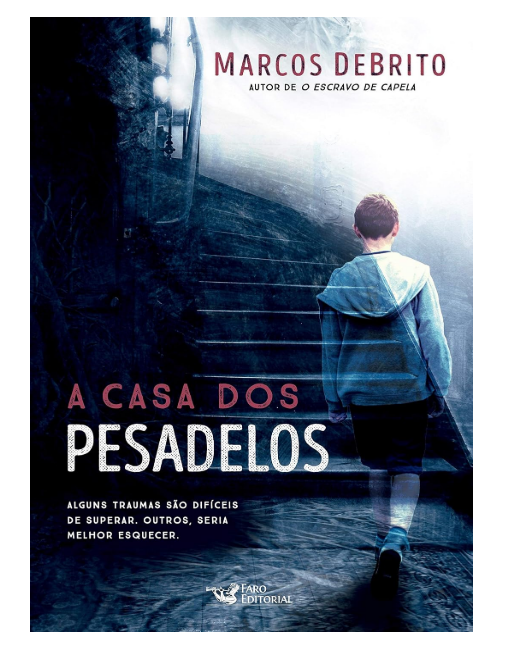 MARCOS DEBRITO
AUTOR DE O ESCRAVO DE CAPELA
A CASA DOS
PESADELOS
ALGUNS TRAUMAS SÃO DIFÍCEIS
DE SUPERAR. OUTROS, SERIA
MELHOR ESQUECER.
FARO
EDITORIAL